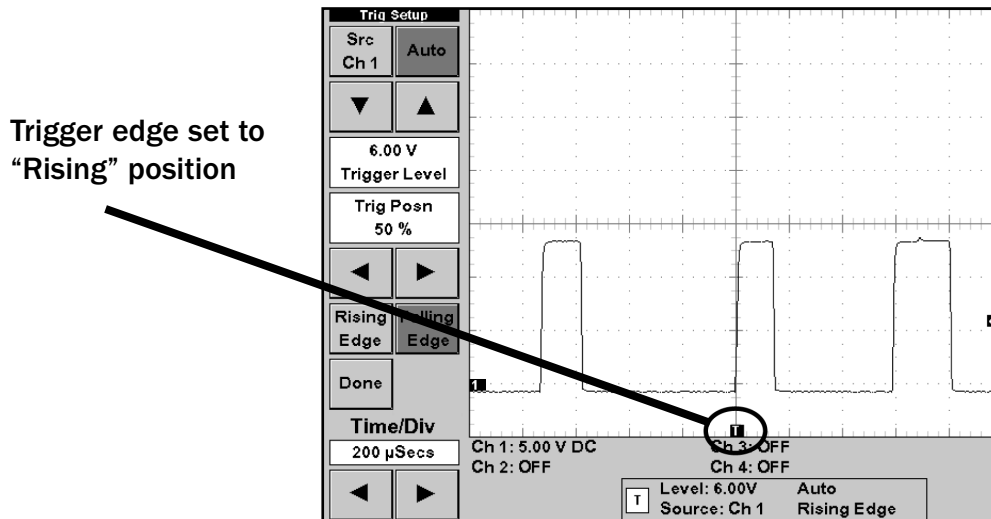 Trig Setup
Src
Ch 1
Auto
6.00 V
Trigger Level
Trig Posn
50 %
Rising
Edge
Falling
Edge
Done
Time/Div
200 µSecs
Trigger edge set to
“Rising” position
1
T
Ch 1: 5.00 V DC
Ch 2: OFF
Ch 3: OFF
Ch 4: OFF
T
Level: 6.00V Auto
Source: Ch 1 Rising Edge